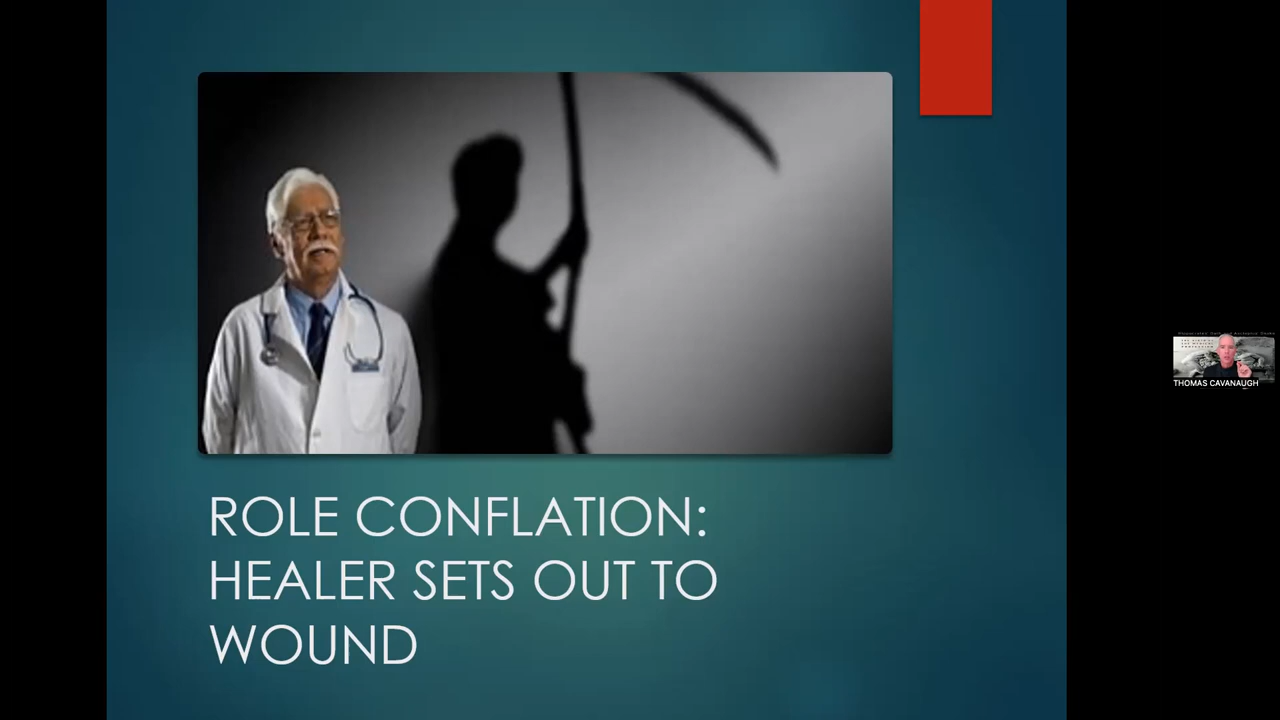 ROLE CONFLATION:
HEALER SETS OUT TO
WOUND
THOMAS CAVANAUGH